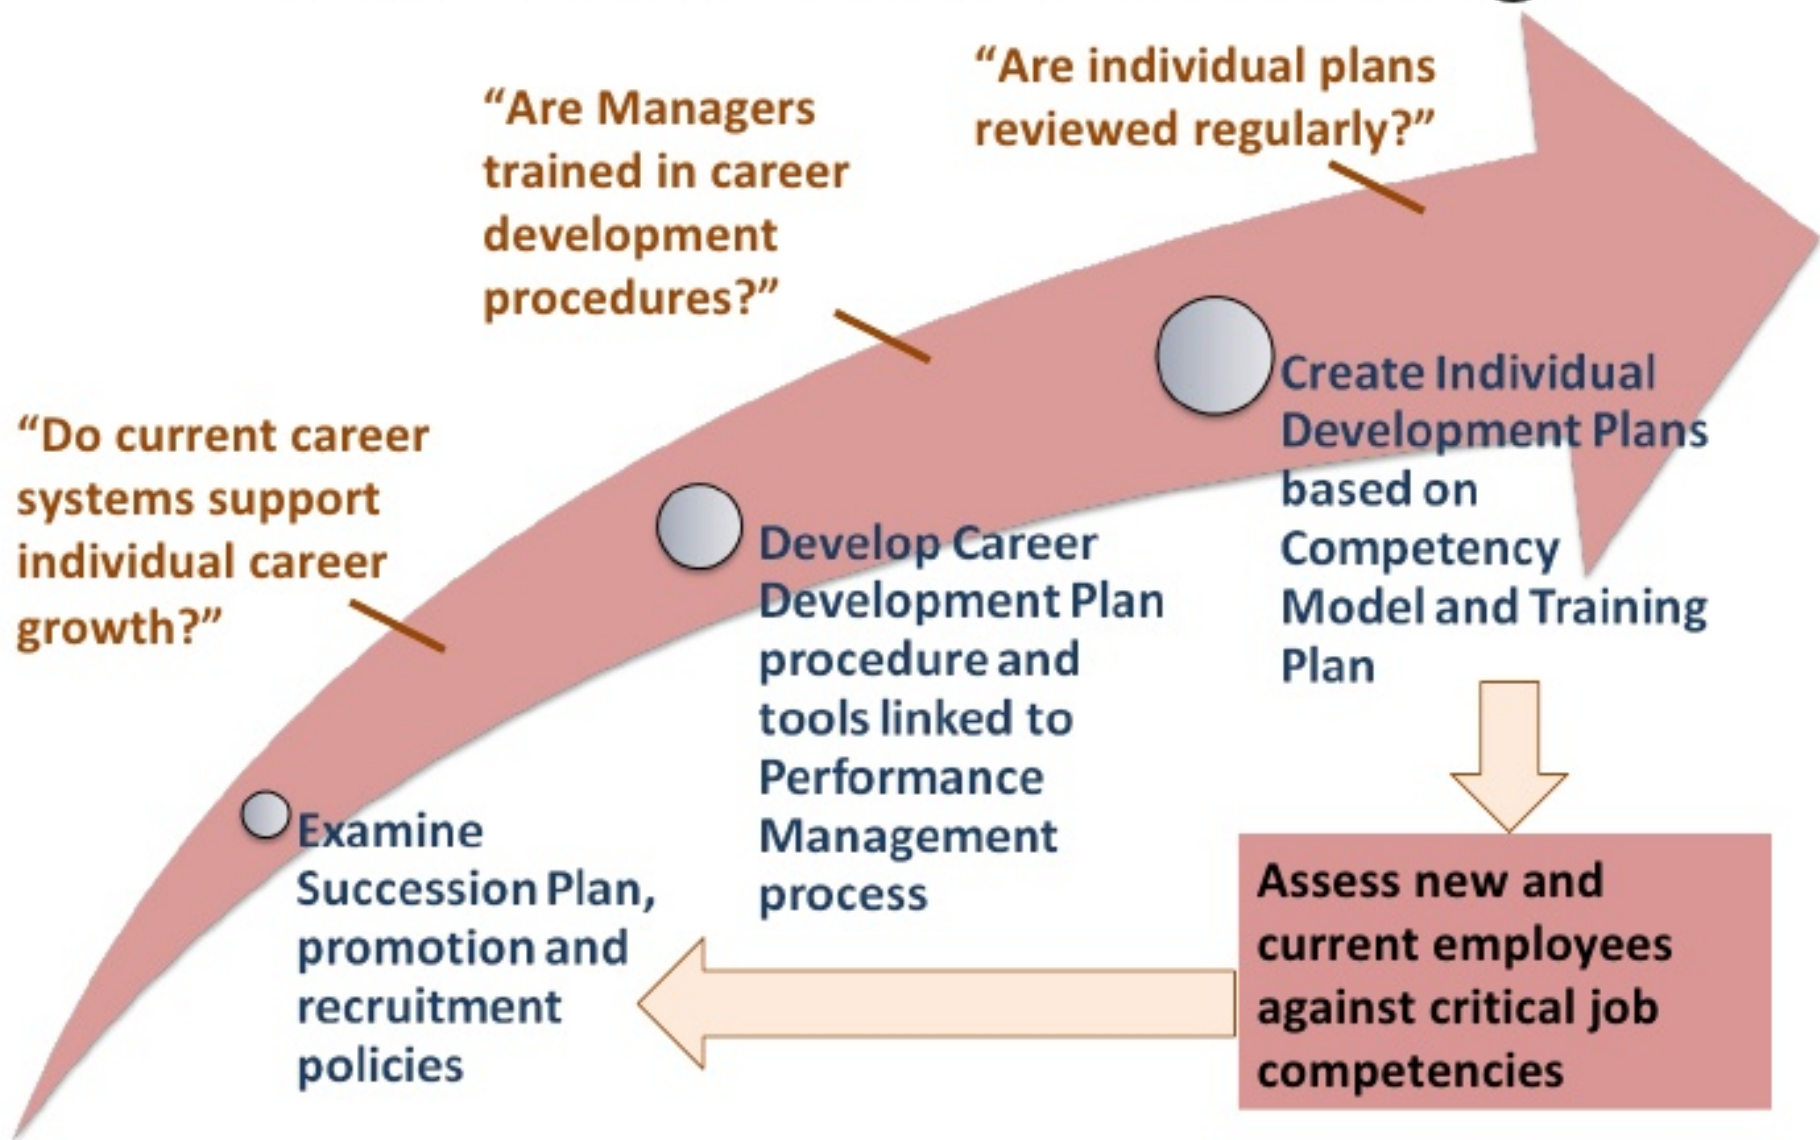 “Are individual plans
reviewed regularly?”
“Are Managers
trained in career
development
procedures?”
“Do current career
systems support
individual career
growth?”
Create Individual
Development Plans
based on
Competency
Model and Training
Plan
Develop Career
Development Plan
procedure and
tools linked to
Performance
Management
process
Examine
Succession Plan,
promotion and
recruitment
policies
Assess new and
current employees
against critical job
competencies